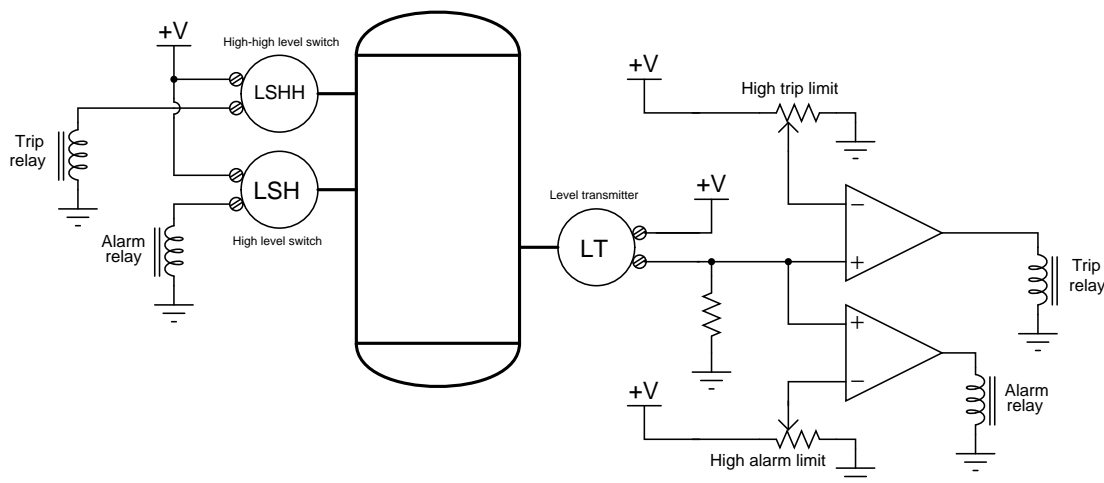 +V
High-high level switch
LSHH
Trip
relay
LSH
High level switch
Alarm
relay
Level transmitter
LT
+V
+V
High trip limit
−
+
Trip
relay
+
−
Alarm
relay
+V
High alarm limit